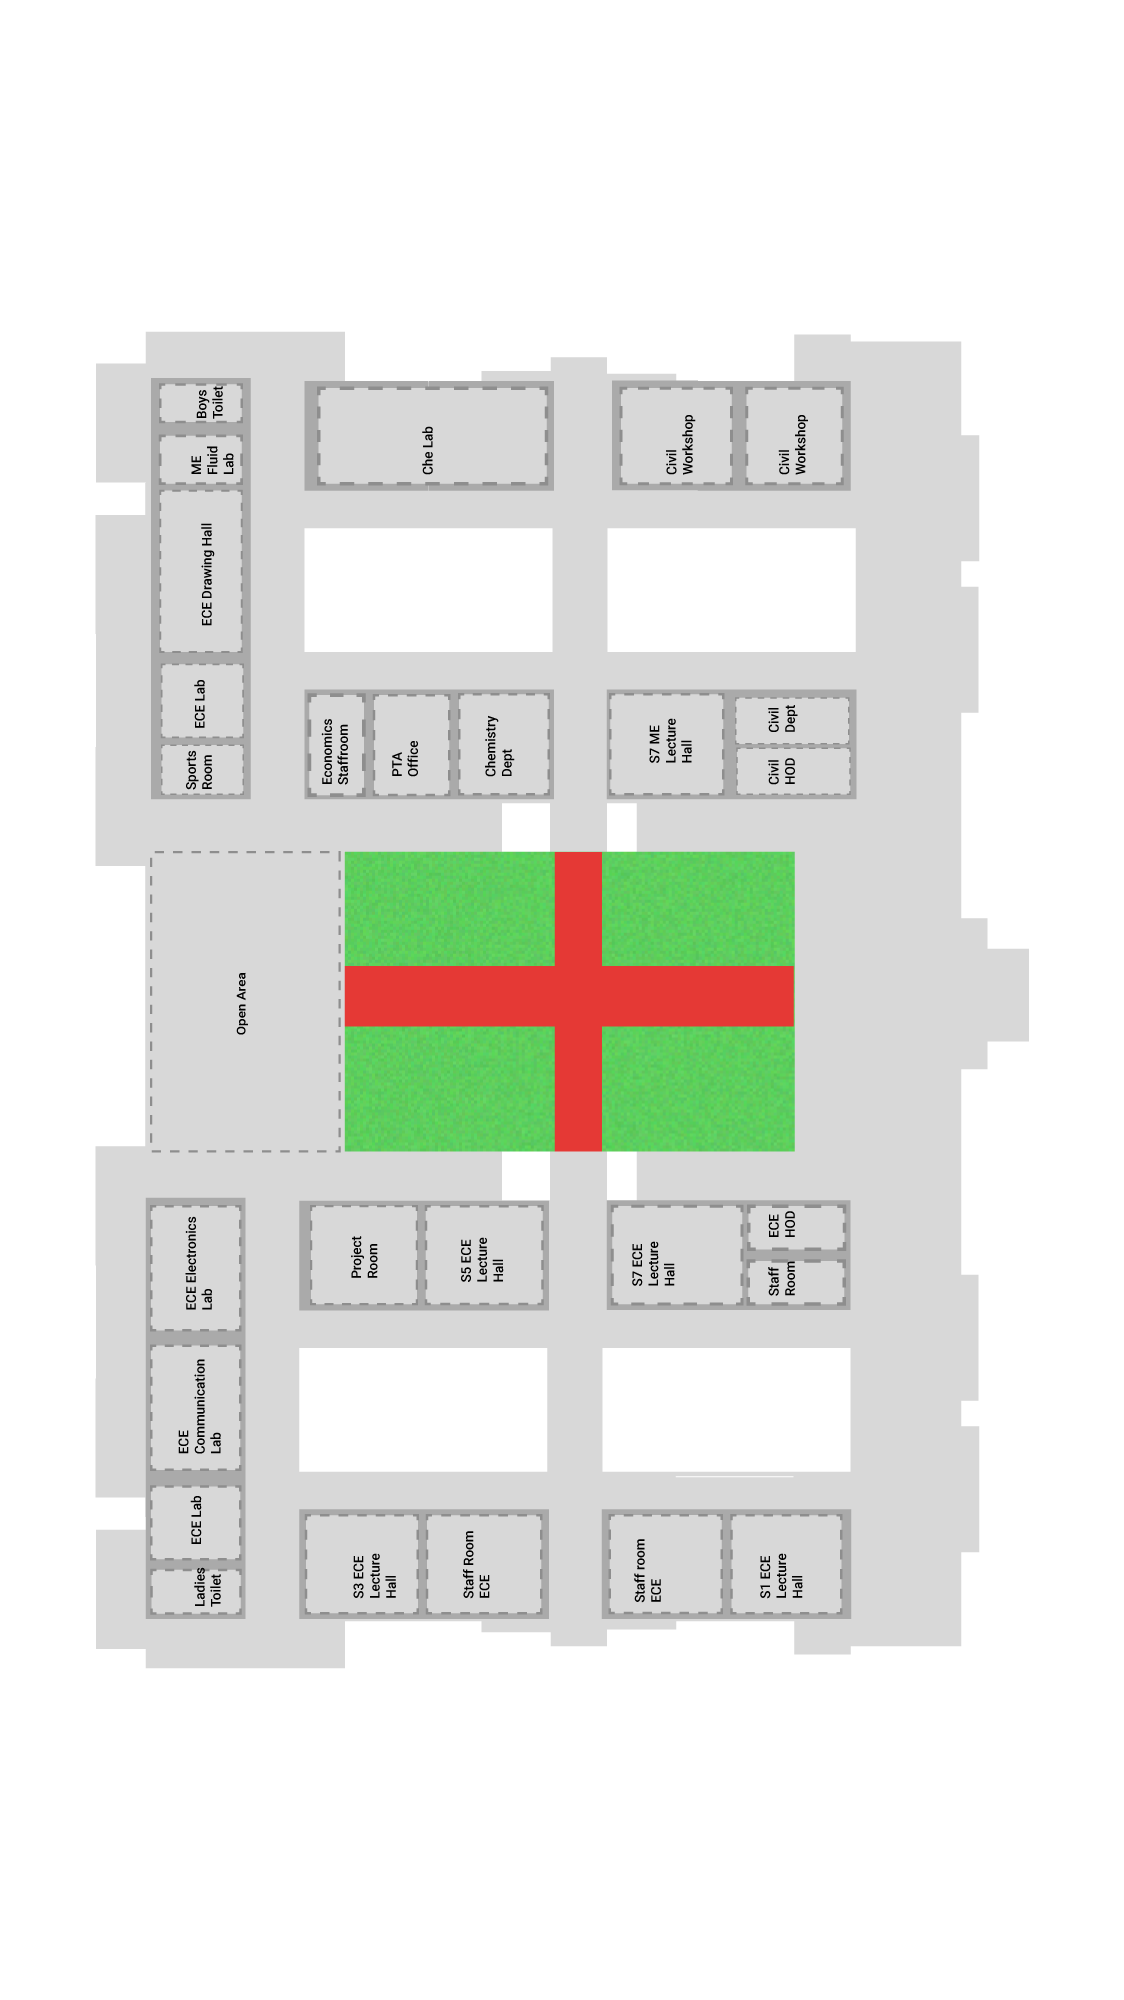 Boys
Toilet
ME
Fluid
Lab
ECE Drawing Hall
ECE Lab
Sports
Room
Che Lab
Civil
Workshop
Civil
Workshop
Economics
Staffroom
PTA
Office
Chemistry
Dept
S7 ME
Lecture
Hall
Civil
Dept
Civil
HOD
Open Area
ECE Electronics
Lab
ECE
Communication
Lab
ECE Lab
Ladies
Toilet
Project
Room
S5 ECE
Lecture
Hall
S7 ECE
Lecture
Hall
ECE
HOD
Staff
Room
S3 ECE
Lecture
Hall
Staff Room
ECE
Staff room
ECE
S1 ECE
Lecture
Hall